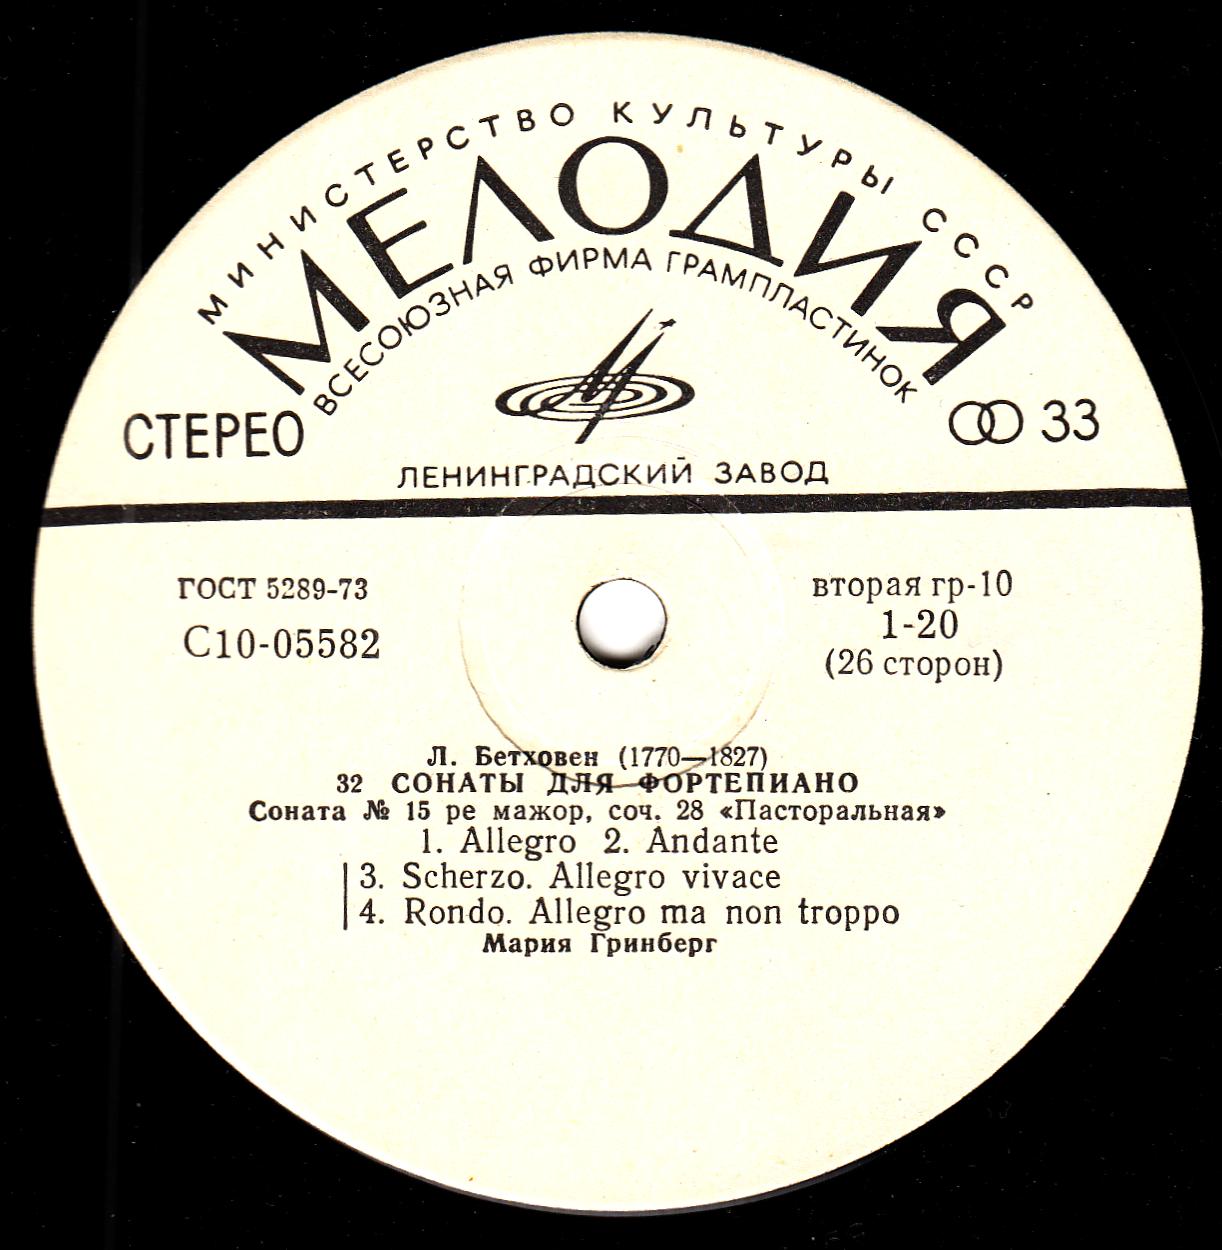 МИНИСТЕРСТВО КУЛЬТУРЫ СССР
МЕЛОДИЯ
ВСЕСОЮЗНАЯ ФИРМА ГРАМПЛАСТИНОК
СТЕРЕО
33
ЛЕНИНГРАДСКИЙ ЗАВОД
ГОСТ 5289-73
С10-05582
вторая гр-10
1-20
(26 сторон)
Л. Бетховен (1770—1827)
32 СОНАТЫ ДЛЯ ФОРТЕПИАНО
Соната № 15 ре мажор, соч. 28 «Пасторальная»
1. Allegro 2. Andante
3. Scherzo. Allegro vivace
4. Rondo. Allegro ma non troppo
Мария Гринберг